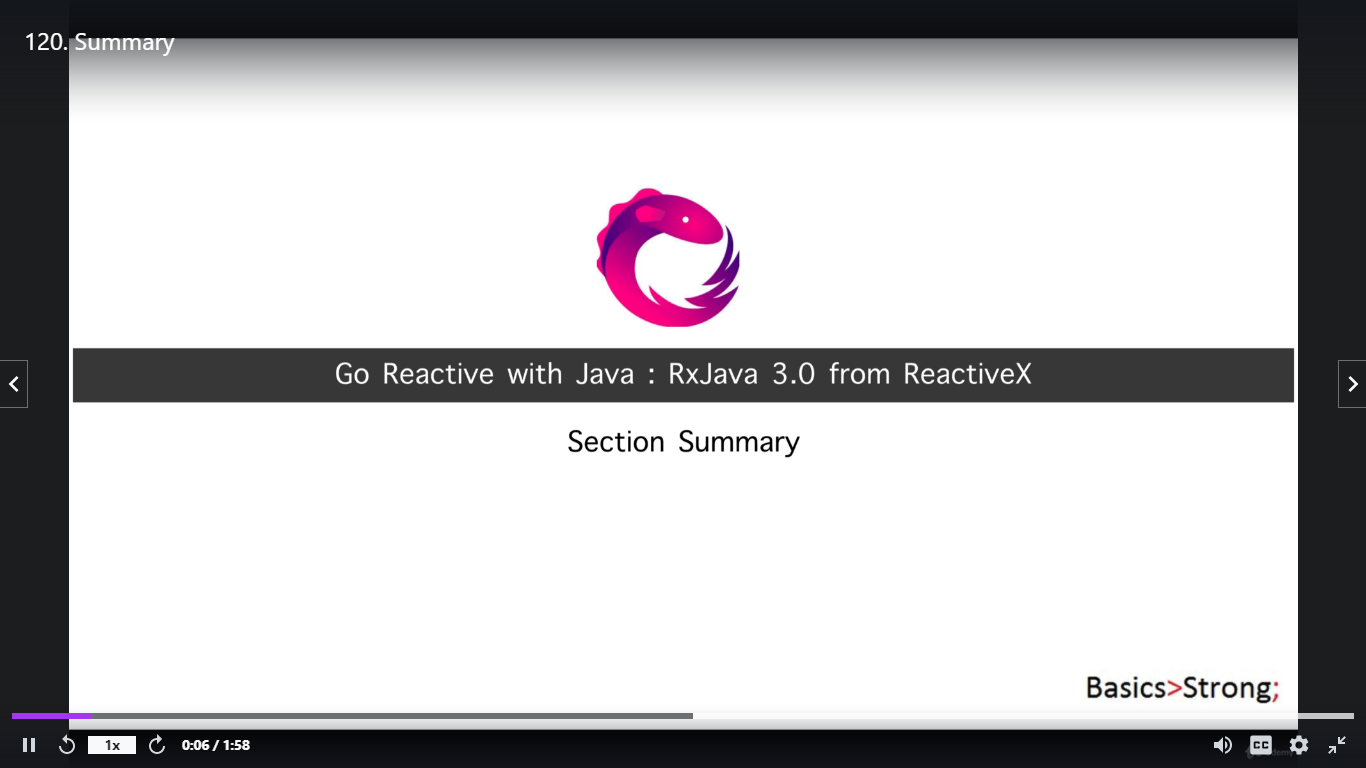 120. Summary
Go Reactive with Java : RxJava 3.0 from ReactiveX
Section Summary
Basics>Strong;
1x
0:06 / 1:58
CC